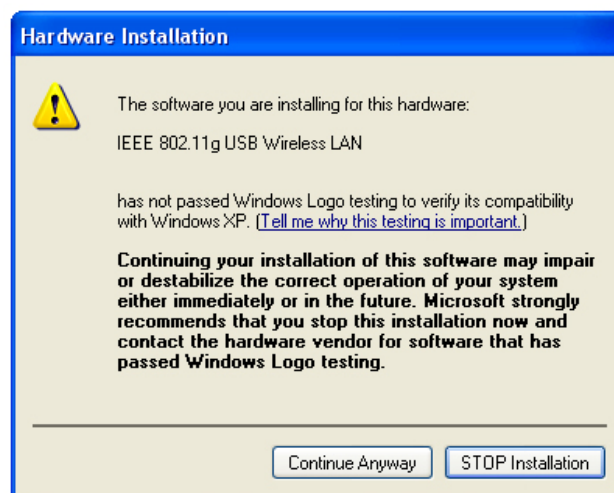 Hardware Installation
The software you are installing for this hardware:
IEEE 802.11g USB Wireless LAN
has not passed Windows Logo testing to verify its compatibility
with Windows XP. (Tell me why this testing is important.)
Continuing your installation of this software may impair
or destabilize the correct operation of your system
either immediately or in the future. Microsoft strongly
recommends that you stop this installation now and
contact the hardware vendor for software that has
passed Windows Logo testing.
Continue Anyway
STOP Installation